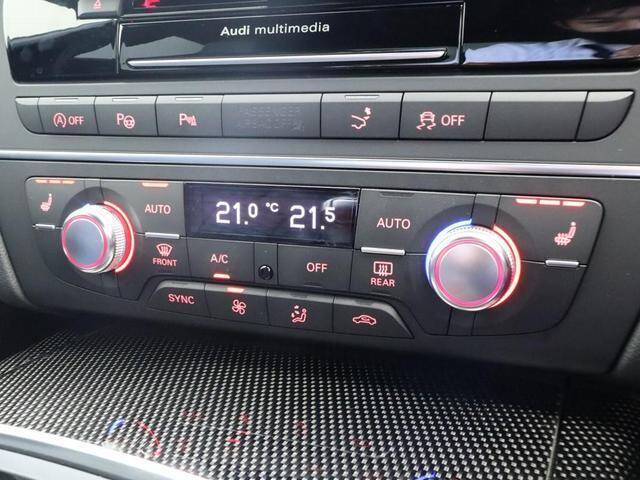 Audi multimedia
A OFF
P
P
OFF
AUTO
21.0 °C 21.5
AUTO
FRONT
A/C
OFF
REAR
SYNC